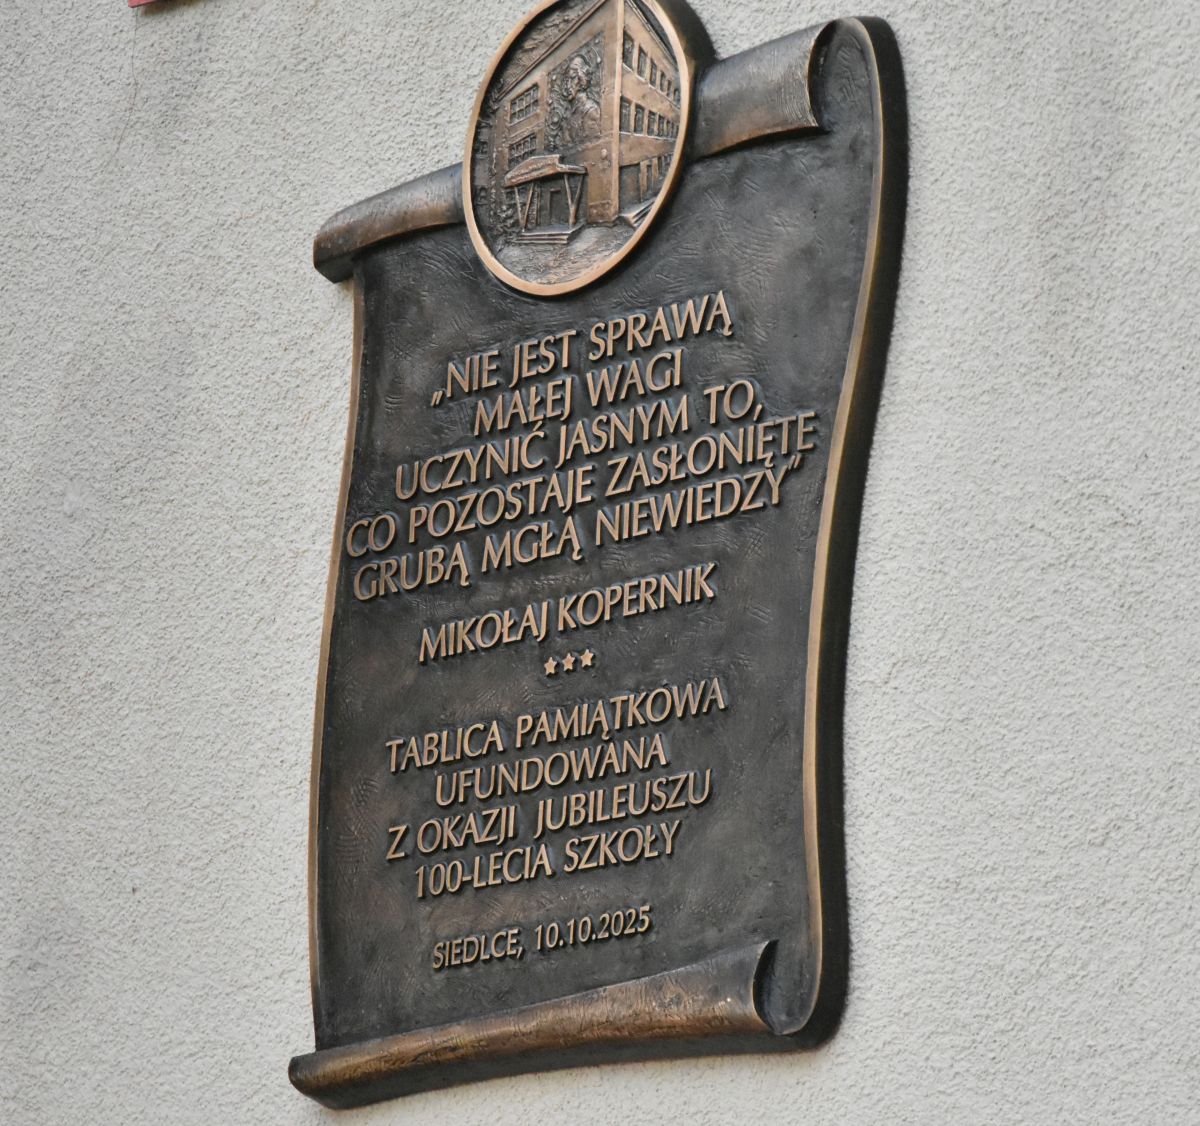 „NIE JEST SPRAWĄ
MAŁEJ WAGI
UCZYNIĆ JASNYM TO,
CO POZOSTAJE ZASŁONIĘTE
GRUBĄ MGŁĄ NIEWIEDZY”
MIKOŁAJ KOPERNIK
***
TABLICA PAMIĄTKOWA
UFUNDOWANA
Z OKAZJI JUBILEUSZU
100-LECIA SZKOŁY
SIEDLCE, 10.10.2025